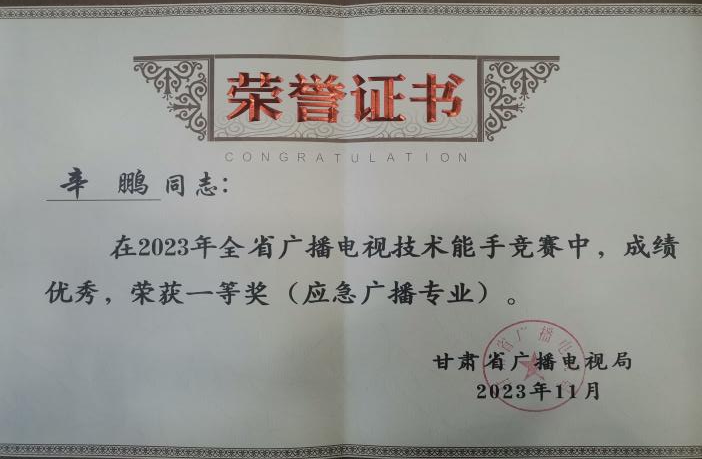 荣誉证书
CONGRATULATION
辛 鹏同志：
在2023年全省广播电视技术能手竞赛中，成绩
优秀，荣获一等奖（应急广播专业）。
甘肃省广播电视局
2023年11月